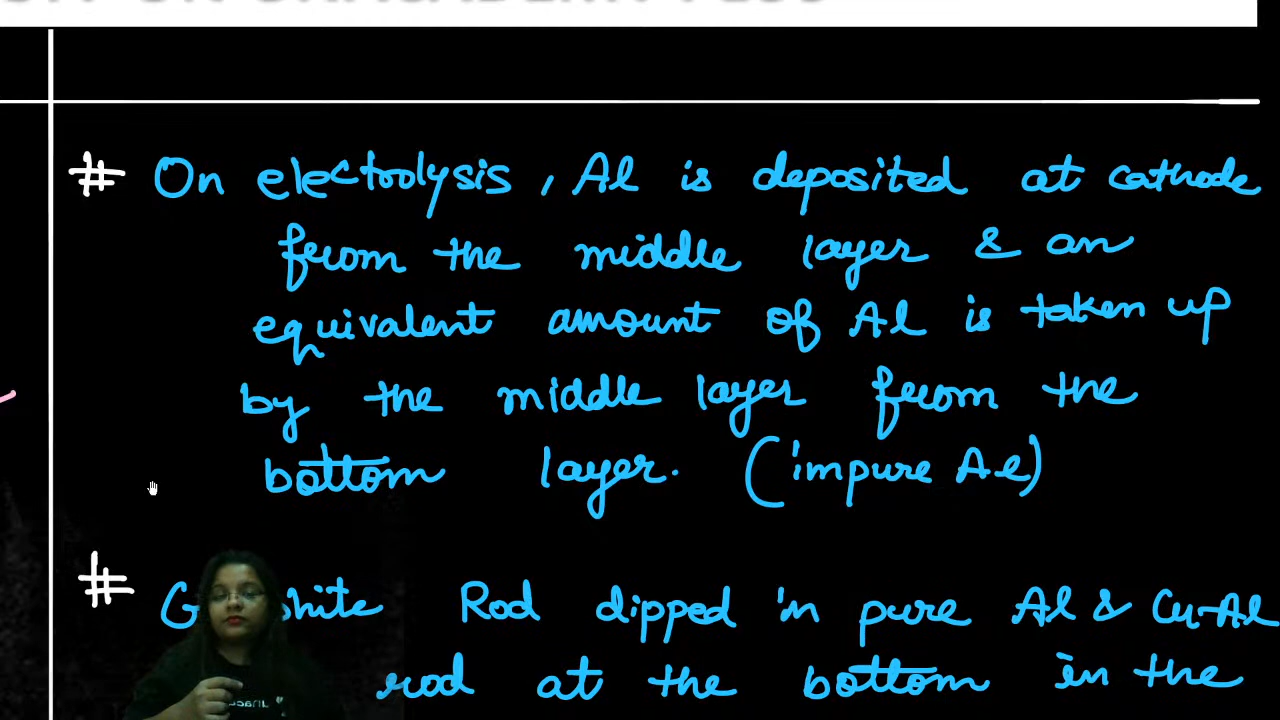 # On electrolysis, Al is deposited at cathode
from the middle layer & an
equivalent amount of Al is taken up
by the middle layer from the
bottom layer. (impure Al)
# Rod dipped in pure Al & Cu-Al
rod at the bottom in the